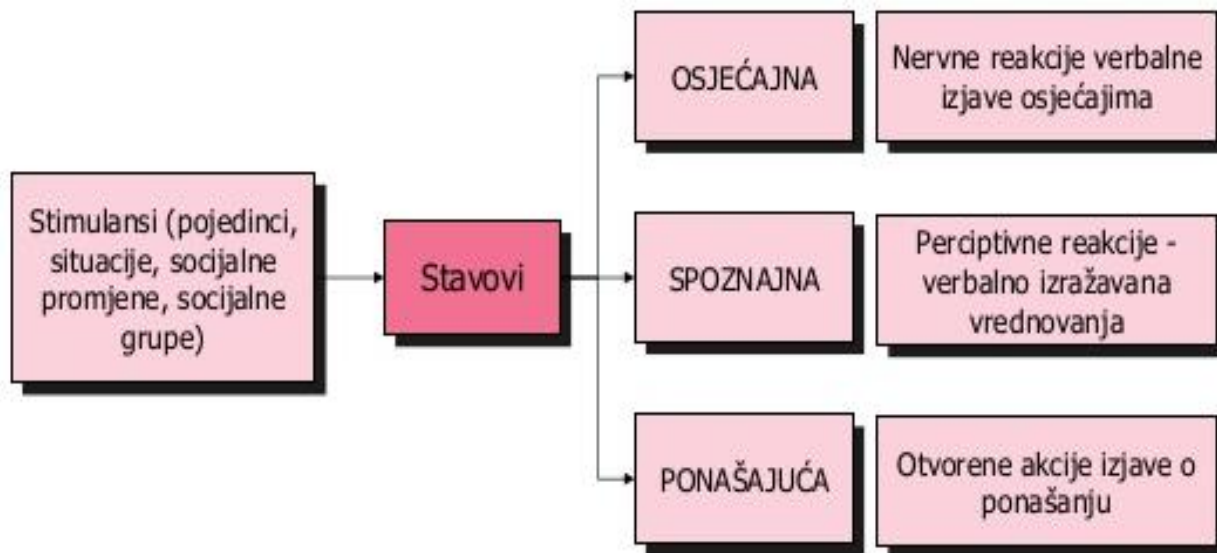 Stimulansi (pojedinci,
situacije, socijalne
promjene, socijalne
grupe)
Stavovi
OSJEĆAJNA
Nervne reakcije verbalne
izjave osjećajima
SPOZNAJNA
Perciptivne reakcije -
verbalno izražavana
vrednovanja
PONAŠAJUĆA
Otvorene akcije izjave o
ponašanju